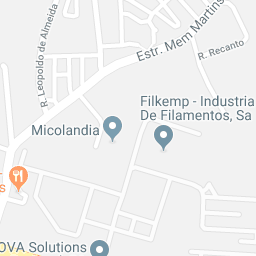 R. Leopoldo de Almeida
Estr. Mem Martins
R. Recanto
Filkemp - Industria
De Filamentos, Sa
Micolandia
OVA Solutions